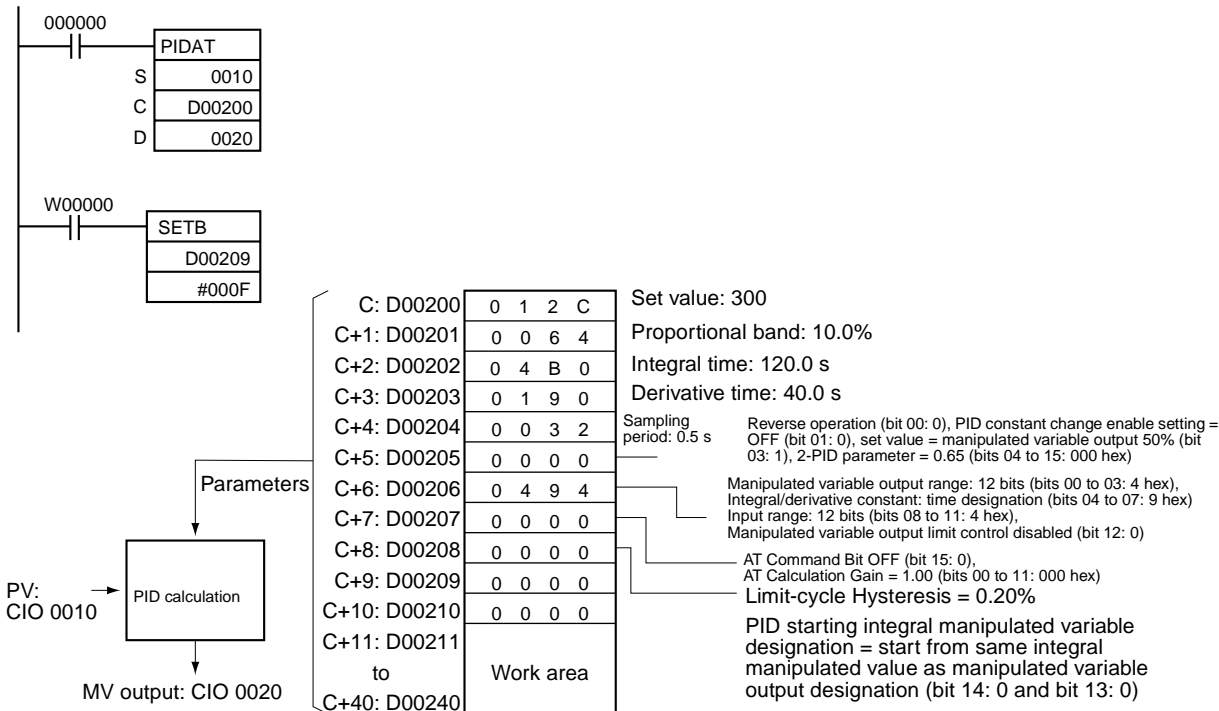 000000
PIDAT
S 0010
C D00200
D 0020
W00000
SETB
D00209
#000F
C: D00200 0 1 2 C Set value: 300
C+1: D00201 0 0 6 4 Proportional band: 10.0%
C+2: D00202 0 4 B 0 Integral time: 120.0 s
C+3: D00203 0 1 9 0 Derivative time: 40.0 s
C+4: D00204 0 0 3 2 Sampling
period: 0.5 s
C+5: D00205 0 0 0 0
Reverse operation (bit 00: 0), PID constant change enable setting =
OFF (bit 01: 0), set value = manipulated variable output 50% (bit
03: 1), 2-PID parameter = 0.65 (bits 04 to 15: 000 hex)
C+6: D00206 0 4 9 4
Manipulated variable output range: 12 bits (bits 00 to 03: 4 hex),
Integral/derivative constant: time designation (bits 04 to 07: 9 hex)
Input range: 12 bits (bits 08 to 11: 4 hex),
Manipulated variable output limit control disabled (bit 12: 0)
C+7: D00207 0 0 0 0
AT Command Bit OFF (bit 15: 0),
AT Calculation Gain = 1.00 (bits 00 to 11: 000 hex)
C+8: D00208 0 0 0 0
Limit-cycle Hysteresis = 0.20%
C+9: D00209 0 0 0 0
C+10: D00210 0 0 0 0
PID starting integral manipulated variable
designation = start from same integral
manipulated value as manipulated variable
output designation (bit 14: 0 and bit 13: 0)
C+11: D00211
to
C+40: D00240
Work area
Parameters
PV:
CIO 0010
PID calculation
MV output: CIO 0020